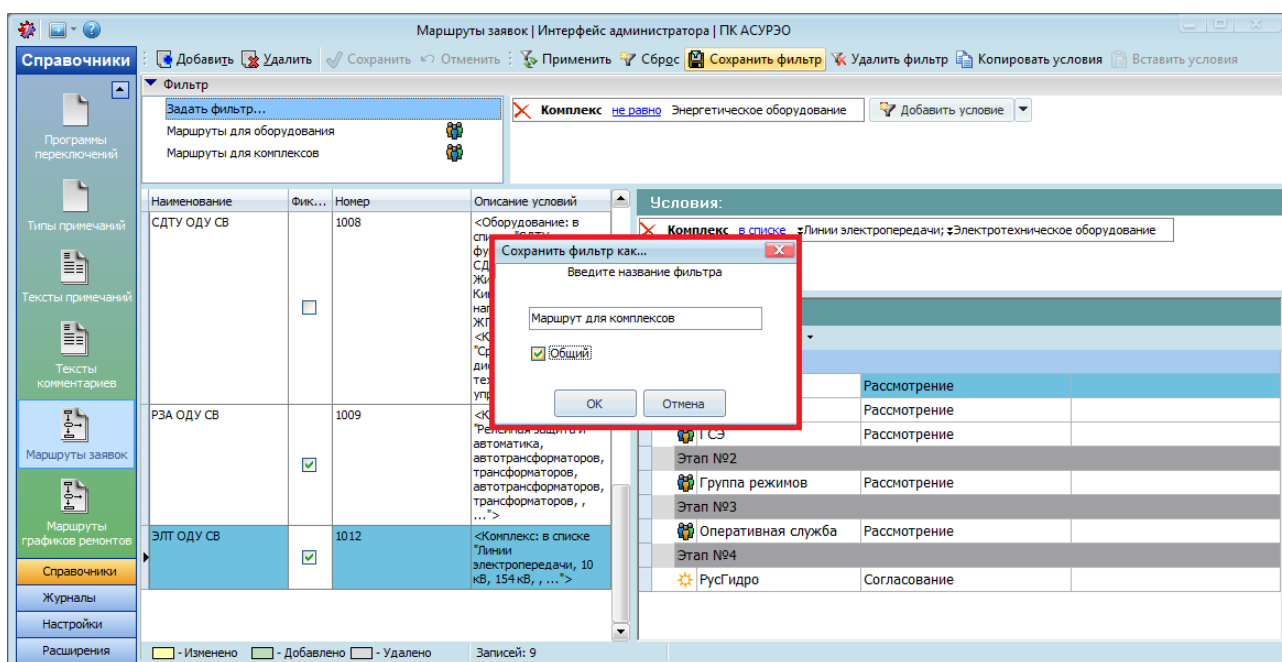 Маршруты заявок | Интерфейс администратора | ПК АСУРЭО
Справочники
Добавить Удалить Сохранить Отменить Применить Сброс Сохранить фильтр Удалить фильтр Копировать условия Вставить условия
Фильтр
Задать фильтр...
Маршруты для оборудования
Маршруты для комплексов
Комплекс не равно Энергетическое оборудование
Добавить условие
Программы
переключений
Типы примечаний
Тексты примечаний
Тексты
комментариев
Маршруты заявок
Маршруты
графиков ремонтов
Справочники
Журналы
Настройки
Расширения
Наименование Фик... Номер Описание условий
СДТУ ОДУ СВ 1008 <Оборудование: в
РЗА ОДУ СВ 1009
автоматика,
автотрансформаторов,
трансформаторов,
автотрансформаторов,
трансформаторов, ,
...">
ЭЛТ ОДУ СВ 1012 <Комплекс: в списке
"Линии
электропередачи, 10
кВ, 154 кВ, , ...">
Условия:
Комплекс в списке Линии электропередачи; Электротехническое оборудование
Сохранить фильтр как...
Введите название фильтра
Маршрут для комплексов
Общий
ОК Отмена
Рассмотрение
Рассмотрение
ГСЭ Рассмотрение
Этап №2
Группа режимов Рассмотрение
Этап №3
Оперативная служба Рассмотрение
Этап №4
РусГидро Согласование
- Изменено - Добавлено - Удалено Записей: 9